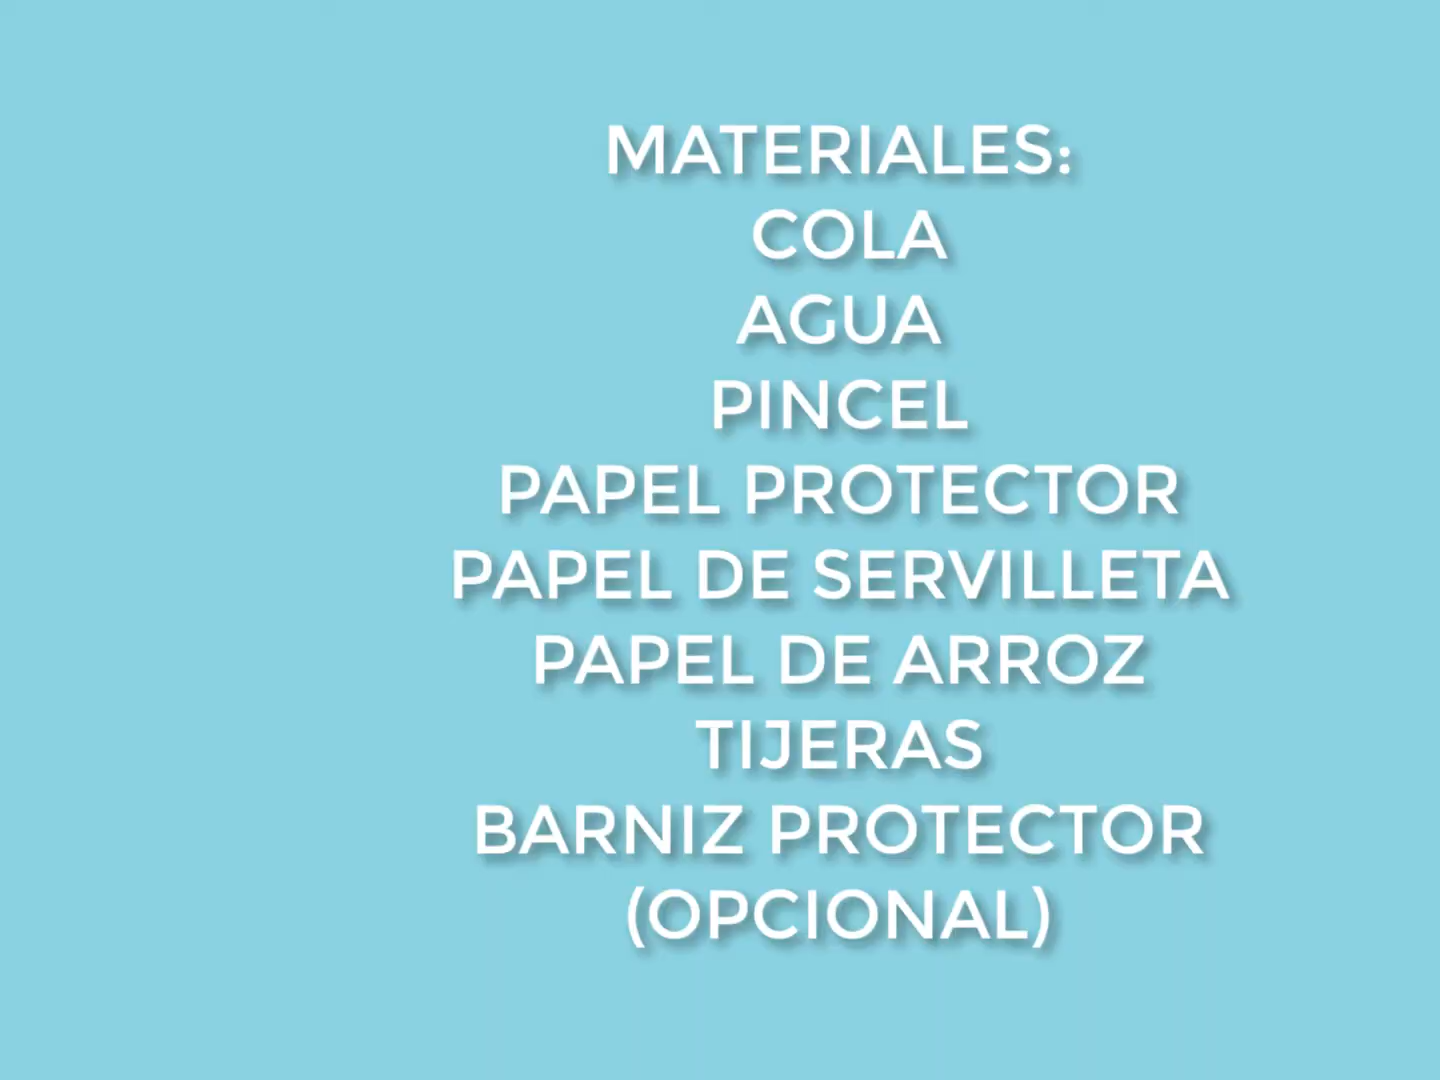 MATERIALES:
COLA
AGUA
PINCEL
PAPEL PROTECTOR
PAPEL DE SERVILLETA
PAPEL DE ARROZ
TIJERAS
BARNIZ PROTECTOR
(OPCIONAL)